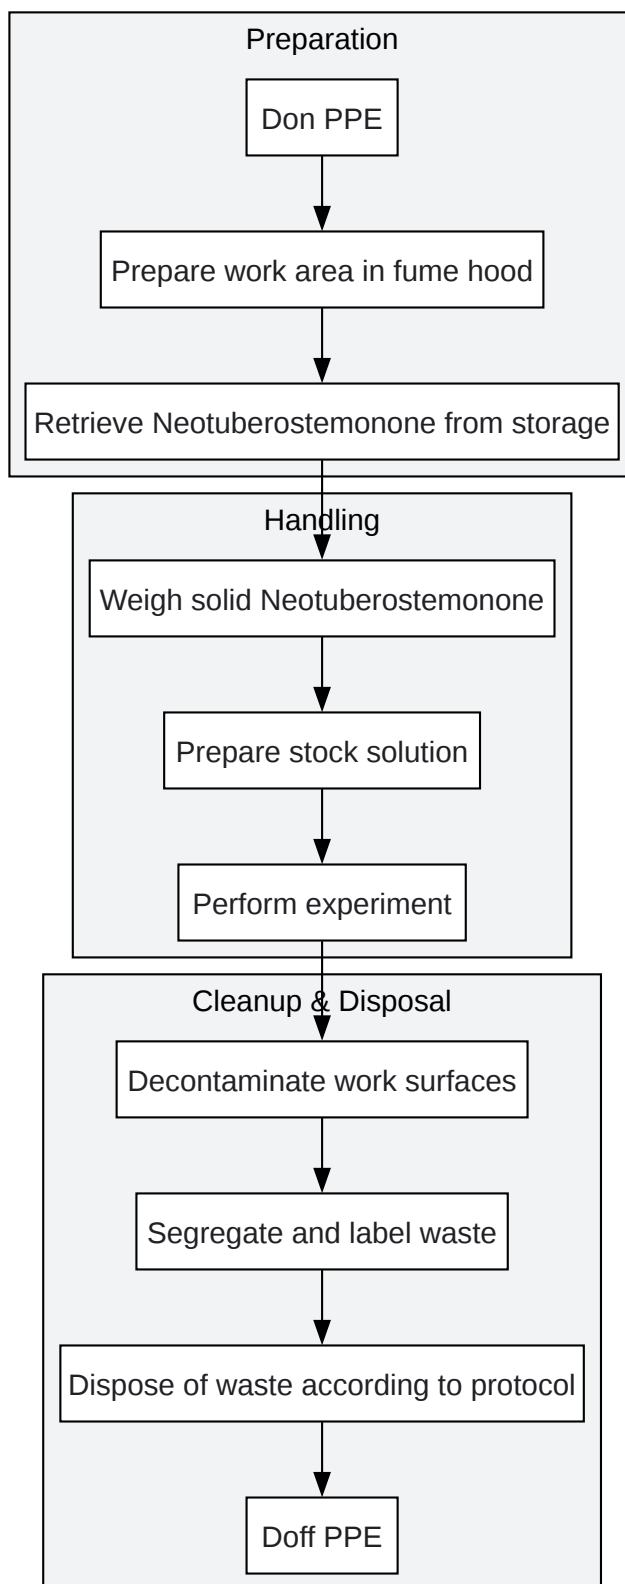 Preparation
Don PPE
Prepare work area in fume hood
Retrieve Neotuberostemonone from storage
Handling
Weigh solid Neotuberostemonone
Prepare stock solution
Perform experiment
Cleanup & Disposal
Decontaminate work surfaces
Segregate and label waste
Dispose of waste according to protocol
Doff PPE